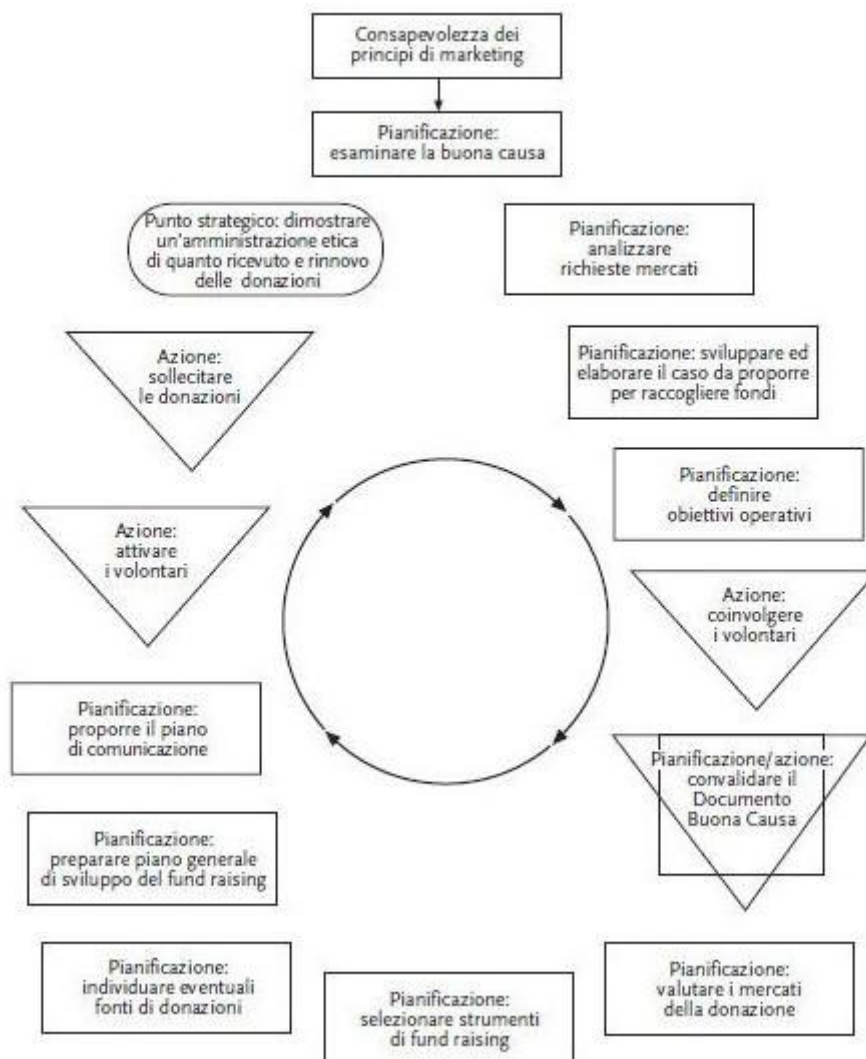 Consapevolezza dei
principi di marketing
Pianificazione:
esaminare la buona causa
Punto strategico: dimostrare
un'amministrazione etica
di quanto ricevuto e rinnovo
delle donazioni
Pianificazione:
analizzare
richieste mercati
Azione:
sollecitare
le donazioni
Pianificazione: sviluppare ed
elaborare il caso da proporre
per raccogliere fondi
Pianificazione:
definire
obiettivi operativi
Azione:
attivare
i volontari
Azione:
coinvolgere
i volontari
Pianificazione:
proporre il piano
di comunicazione
Pianificazione/azione:
convalidare il
Documento
Buona Causa
Pianificazione:
preparare piano generale
di sviluppo del fund raising
Pianificazione:
individuare eventuali
fonti di donazioni
Pianificazione:
selezionare strumenti
di fund raising
Pianificazione:
valutare i mercati
della donazione